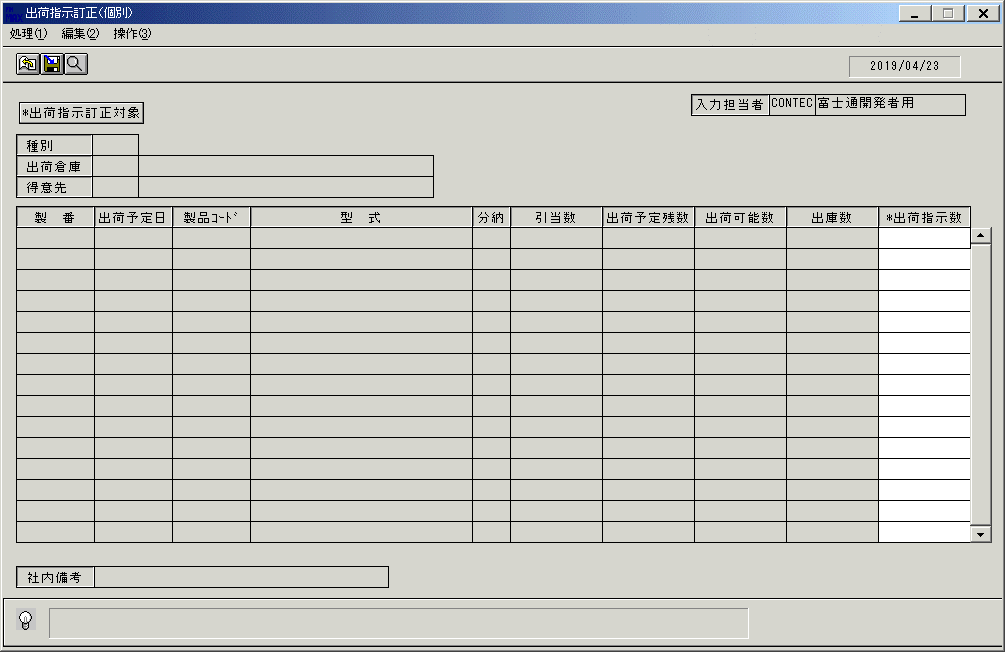 出荷指示訂正(個別)
処理(1) 編集(2) 操作(3)
2019/04/23
*出荷指示訂正対象
入力担当者 CONTEC 富士通開発者用
種別
出荷倉庫
得意先
製 番 出荷予定日 製品ｺｰﾄﾞ 型 式 分納 引当数 出荷予定残数 出荷可能数 出庫数 *出荷指示数
社内備考